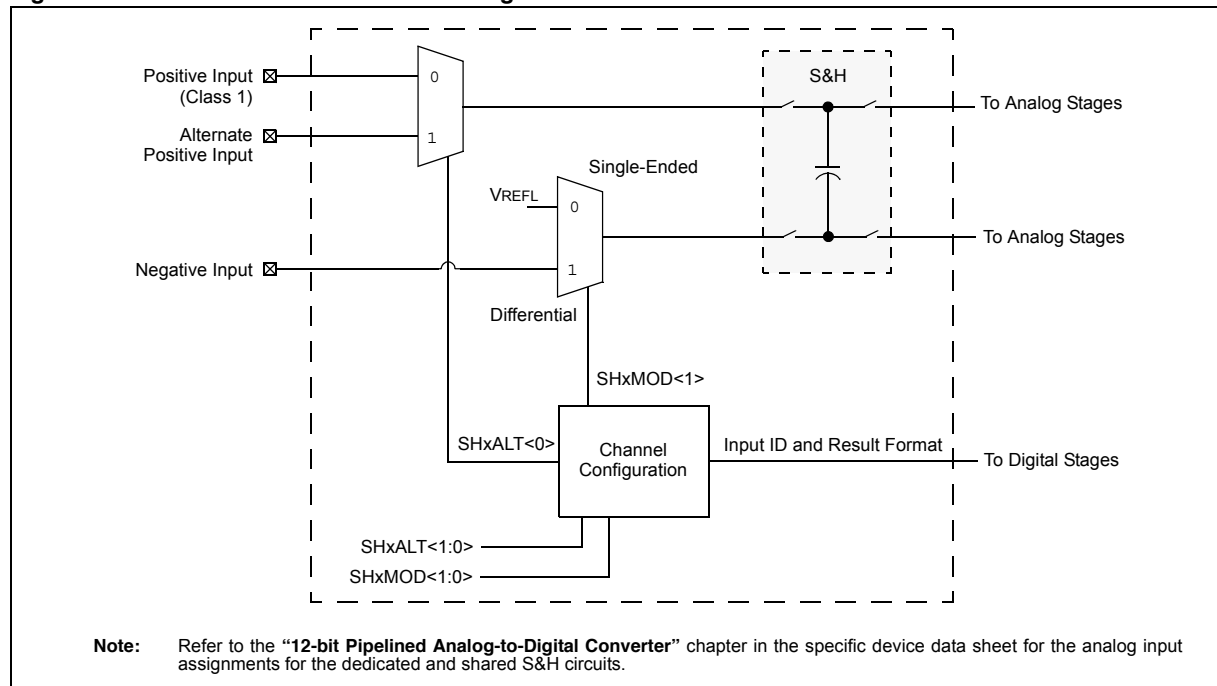 Positive Input
(Class 1)
0
S&H
To Analog Stages
Alternate
Positive Input
1
Single-Ended
VREFL
0
To Analog Stages
Negative Input
1
Differential
SHxMOD<1>
SHxALT<0>
Channel
Configuration
Input ID and Result Format
To Digital Stages
SHxALT<1:0>
SHxMOD<1:0>
Note: Refer to the “12-bit Pipelined Analog-to-Digital Converter” chapter in the specific device data sheet for the analog input
assignments for the dedicated and shared S&H circuits.